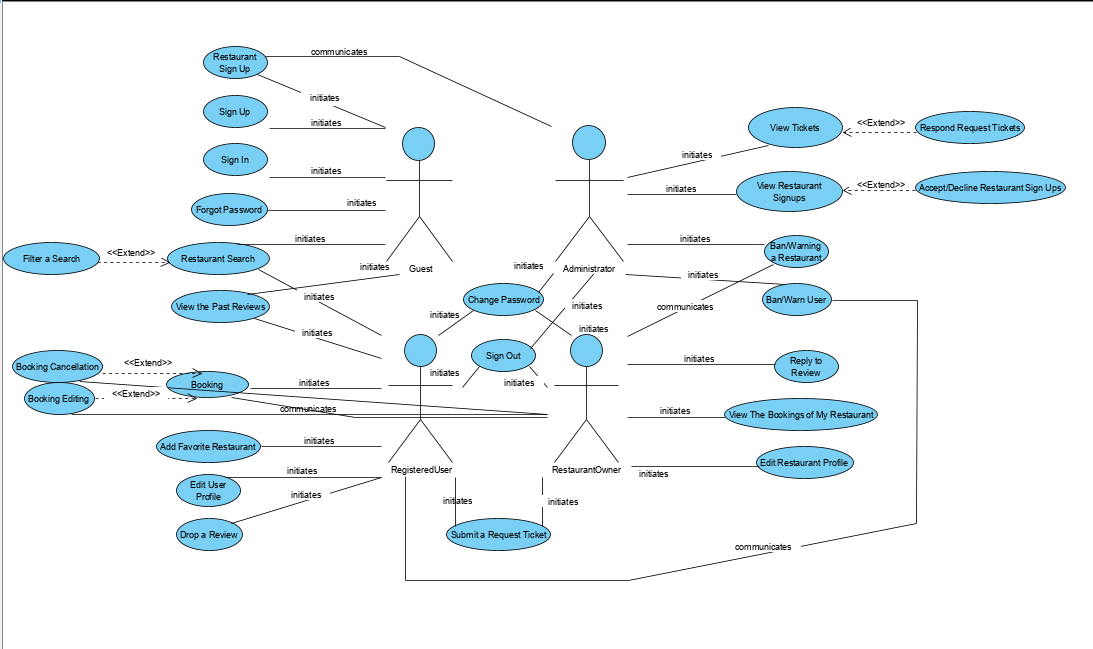 communicates
Restaurant
Sign Up
initiates
Sign Up
initiates
Sign In
initiates
Forgot Password
initiates
View Tickets
<<Extend>>
Respond Request Tickets
initiates
View Restaurant
Signups
<<Extend>>
Accept/Decline Restaurant Sign Ups
initiates
Filter a Search
<<Extend>>
Restaurant Search
initiates
initiates
Guest
initiates
Administrator
initiates
Ban/Warning
a Restaurant
initiates
View the Past Reviews
initiates
initiates
Change Password
initiates
initiates
initiates
communicates
Ban/Warn User
Booking Cancellation
<<Extend>>
Booking
initiates
Booking Editing
<<Extend>>
communicates
initiates
Sign Out
initiates
initiates
Reply to
Review
initiates
View The Bookings of My Restaurant
Add Favorite Restaurant
initiates
RegisteredUser
RestaurantOwner
initiates
Edit Restaurant Profile
Edit User
Profile
initiates
initiates
Drop a Review
initiates
initiates
Submit a Request Ticket
communicates